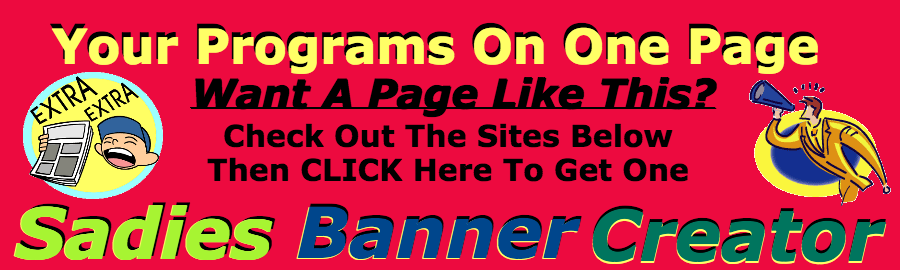 Your Programs On One Page
EXTRA
EXTRA
Want A Page Like This?
Check Out The Sites Below
Then CLICK Here To Get One
Sadies Banner Creator